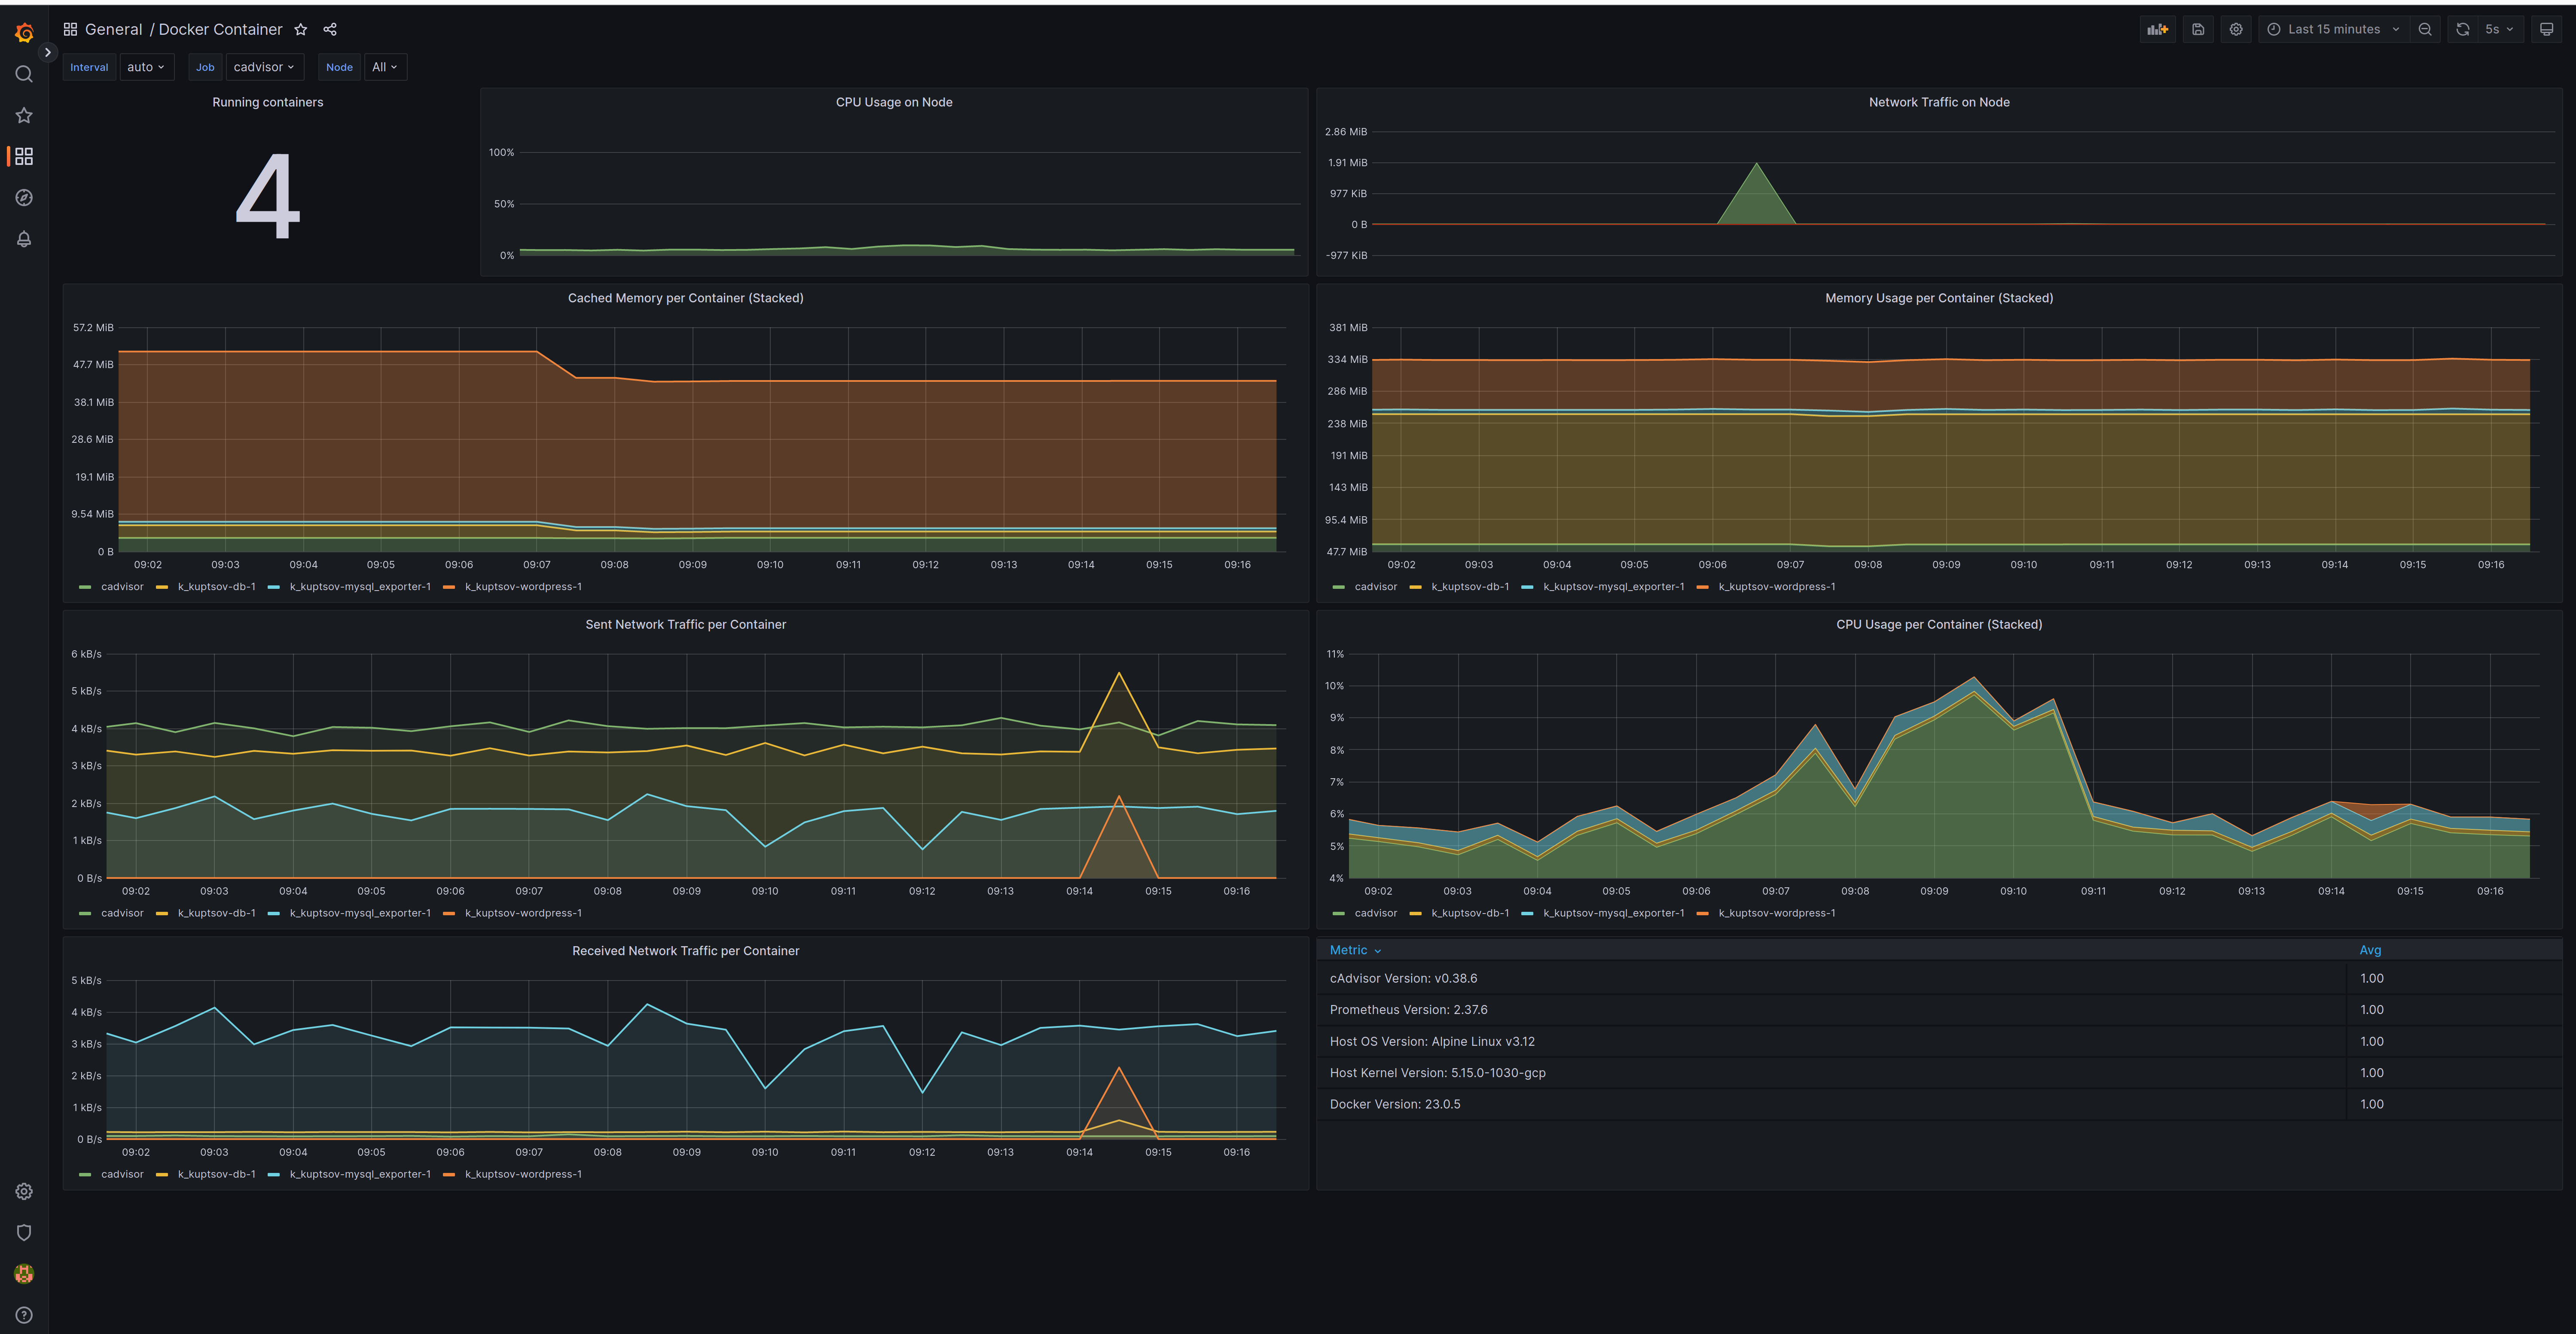 General / Docker Container
Last 15 minutes
5s
Interval auto Job cadvisor Node All
Running containers
4
CPU Usage on Node
100%
50%
0%
Network Traffic on Node
2.86 MiB
1.91 MiB
977 KiB
0 B
-977 KiB
Cached Memory per Container (Stacked)
57.2 MiB
47.7 MiB
38.1 MiB
28.6 MiB
19.1 MiB
9.54 MiB
0 B
09:02 09:03 09:04 09:05 09:06 09:07 09:08 09:09 09:10 09:11 09:12 09:13 09:14 09:15 09:16
cadvisor k_kuptsov-db-1 k_kuptsov-mysql_exporter-1 k_kuptsov-wordpress-1
Memory Usage per Container (Stacked)
381 MiB
334 MiB
286 MiB
238 MiB
191 MiB
143 MiB
95.4 MiB
47.7 MiB
09:02 09:03 09:04 09:05 09:06 09:07 09:08 09:09 09:10 09:11 09:12 09:13 09:14 09:15 09:16
cadvisor k_kuptsov-db-1 k_kuptsov-mysql_exporter-1 k_kuptsov-wordpress-1
Sent Network Traffic per Container
6 kB/s
5 kB/s
4 kB/s
3 kB/s
2 kB/s
1 kB/s
0 B/s
09:02 09:03 09:04 09:05 09:06 09:07 09:08 09:09 09:10 09:11 09:12 09:13 09:14 09:15 09:16
cadvisor k_kuptsov-db-1 k_kuptsov-mysql_exporter-1 k_kuptsov-wordpress-1
CPU Usage per Container (Stacked)
11%
10%
9%
8%
7%
6%
5%
4%
09:02 09:03 09:04 09:05 09:06 09:07 09:08 09:09 09:10 09:11 09:12 09:13 09:14 09:15 09:16
cadvisor k_kuptsov-db-1 k_kuptsov-mysql_exporter-1 k_kuptsov-wordpress-1
Received Network Traffic per Container
5 kB/s
4 kB/s
3 kB/s
2 kB/s
1 kB/s
0 B/s
09:02 09:03 09:04 09:05 09:06 09:07 09:08 09:09 09:10 09:11 09:12 09:13 09:14 09:15 09:16
cadvisor k_kuptsov-db-1 k_kuptsov-mysql_exporter-1 k_kuptsov-wordpress-1
Metric Avg
cAdvisor Version: v0.38.6 1.00
Prometheus Version: 2.37.6 1.00
Host OS Version: Alpine Linux v3.12 1.00
Host Kernel Version: 5.15.0-1030-gcp 1.00
Docker Version: 23.0.5 1.00